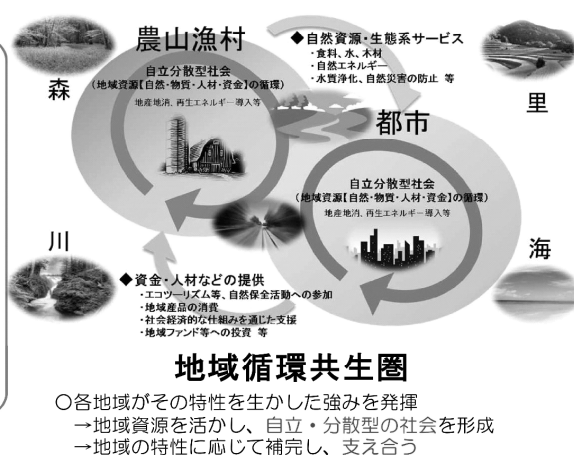 農山漁村
◆自然資源・生態系サービス
・食料、水、木材
・自然エネルギー
・水質浄化、自然災害の防止 等
森
自立分散型社会
(地域資源【自然・物質・人材・資金】の循環)
地産地消、再生エネルギー導入等
里
都市
自立分散型社会
(地域資源【自然・物質・人材・資金】の循環)
地産地消、再生エネルギー導入等
川
海
◆資金・人材などの提供
・エコツーリズム等、自然保全活動への参加
・地域産品の消費
・社会経済的な仕組みを通じた支援
・地域ファンド等への投資 等
地域循環共生圏
〇各地域がその特性を生かした強みを発揮
→地域資源を活かし、自立・分散型の社会を形成
→地域の特性に応じて補完し、支え合う